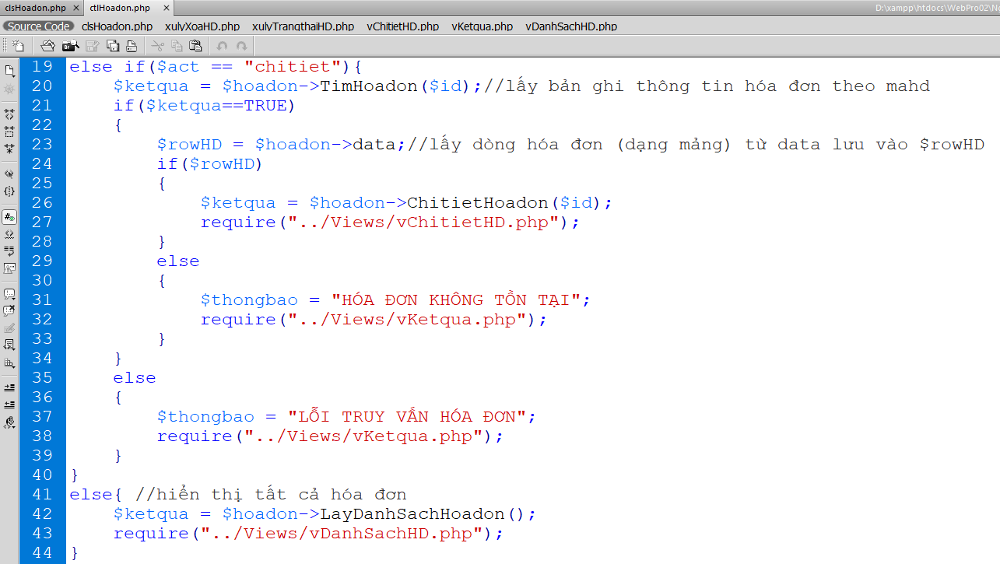 clsHoadon.php × ctlHoadon.php ×
D:\xampp\htdocs\WebPro02\Ng
Source Code clsHoadon.php xulyXoaHD.php xulyTrangthaiHD.php vChitietHD.php vKetqua.php vDanhSachHD.php
Br
19 else if($act == "chitiet"){
20 $ketqua = $hoadon->TimHoadon($id);//lấy bản ghi thông tin hóa đơn theo mahd
21 if($ketqua==TRUE)
22 {
23 $rowHD = $hoadon->data;//lấy dòng hóa đơn (dạng mảng) từ data lưu vào $rowHD
24 if($rowHD)
25 {
26 $ketqua = $hoadon->ChitietHoadon($id);
27 require("../Views/vChitietHD.php");
28 }
29 else
30 {
31 $thongbao = "HÓA ĐƠN KHÔNG TỒN TẠI";
32 require("../Views/vKetqua.php");
33 }
34 }
35 else
36 {
37 $thongbao = "LỖI TRUY VẤN HÓA ĐƠN";
38 require("../Views/vKetqua.php");
39 }
40 }
41 else{ //hiển thị tất cả hóa đơn
42 $ketqua = $hoadon->LayDanhSachHoadon();
43 require("../Views/vDanhSachHD.php");
44 }